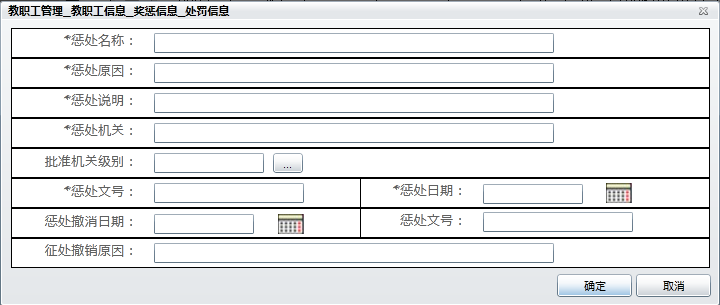 教职工管理_教职工信息_奖惩信息_处罚信息
*惩处名称：
*惩处原因：
*惩处说明：
*惩处机关：
批准机关级别： ...
*惩处文号： *惩处日期：
惩处撤消日期： 惩处文号：
征处撤销原因：
确定 取消